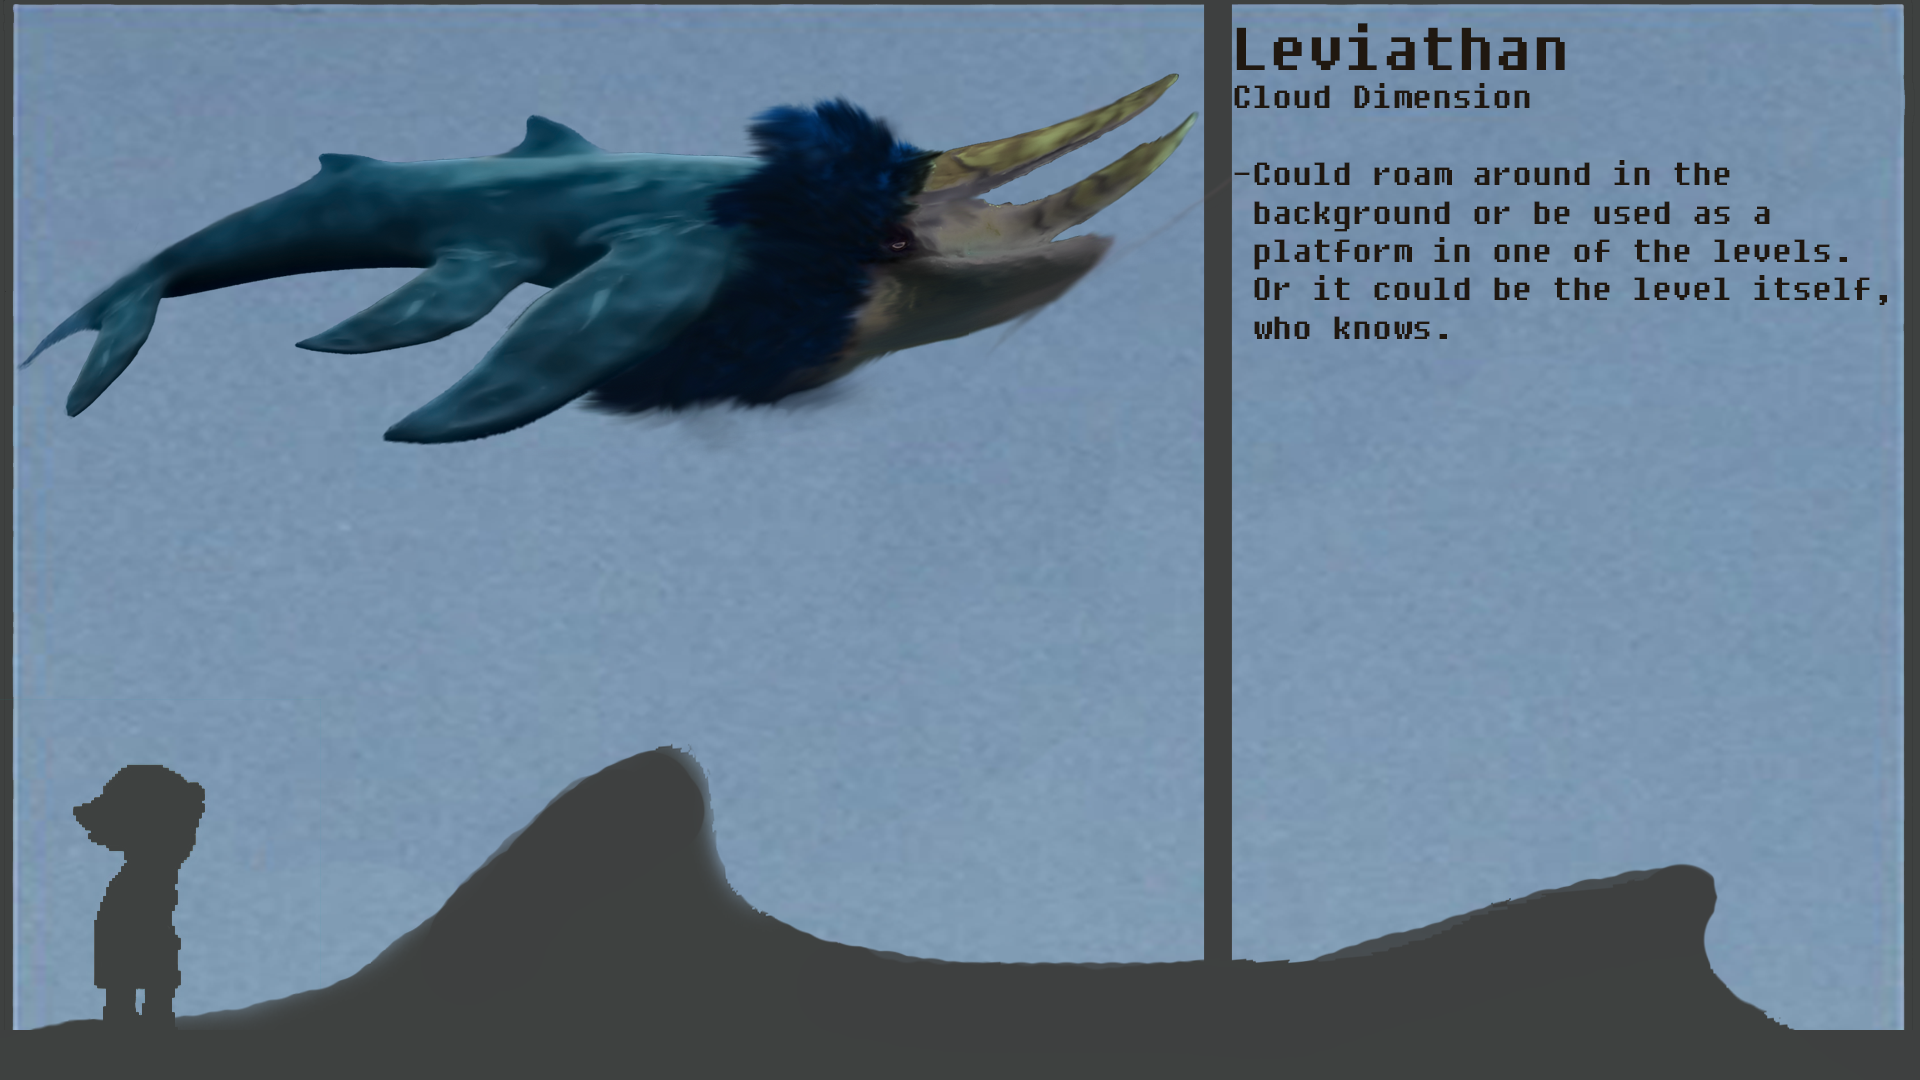 Leviathan
Cloud Dimension
-Could roam around in the
background or be used as a
platform in one of the levels.
Or it could be the level itself,
who knows.